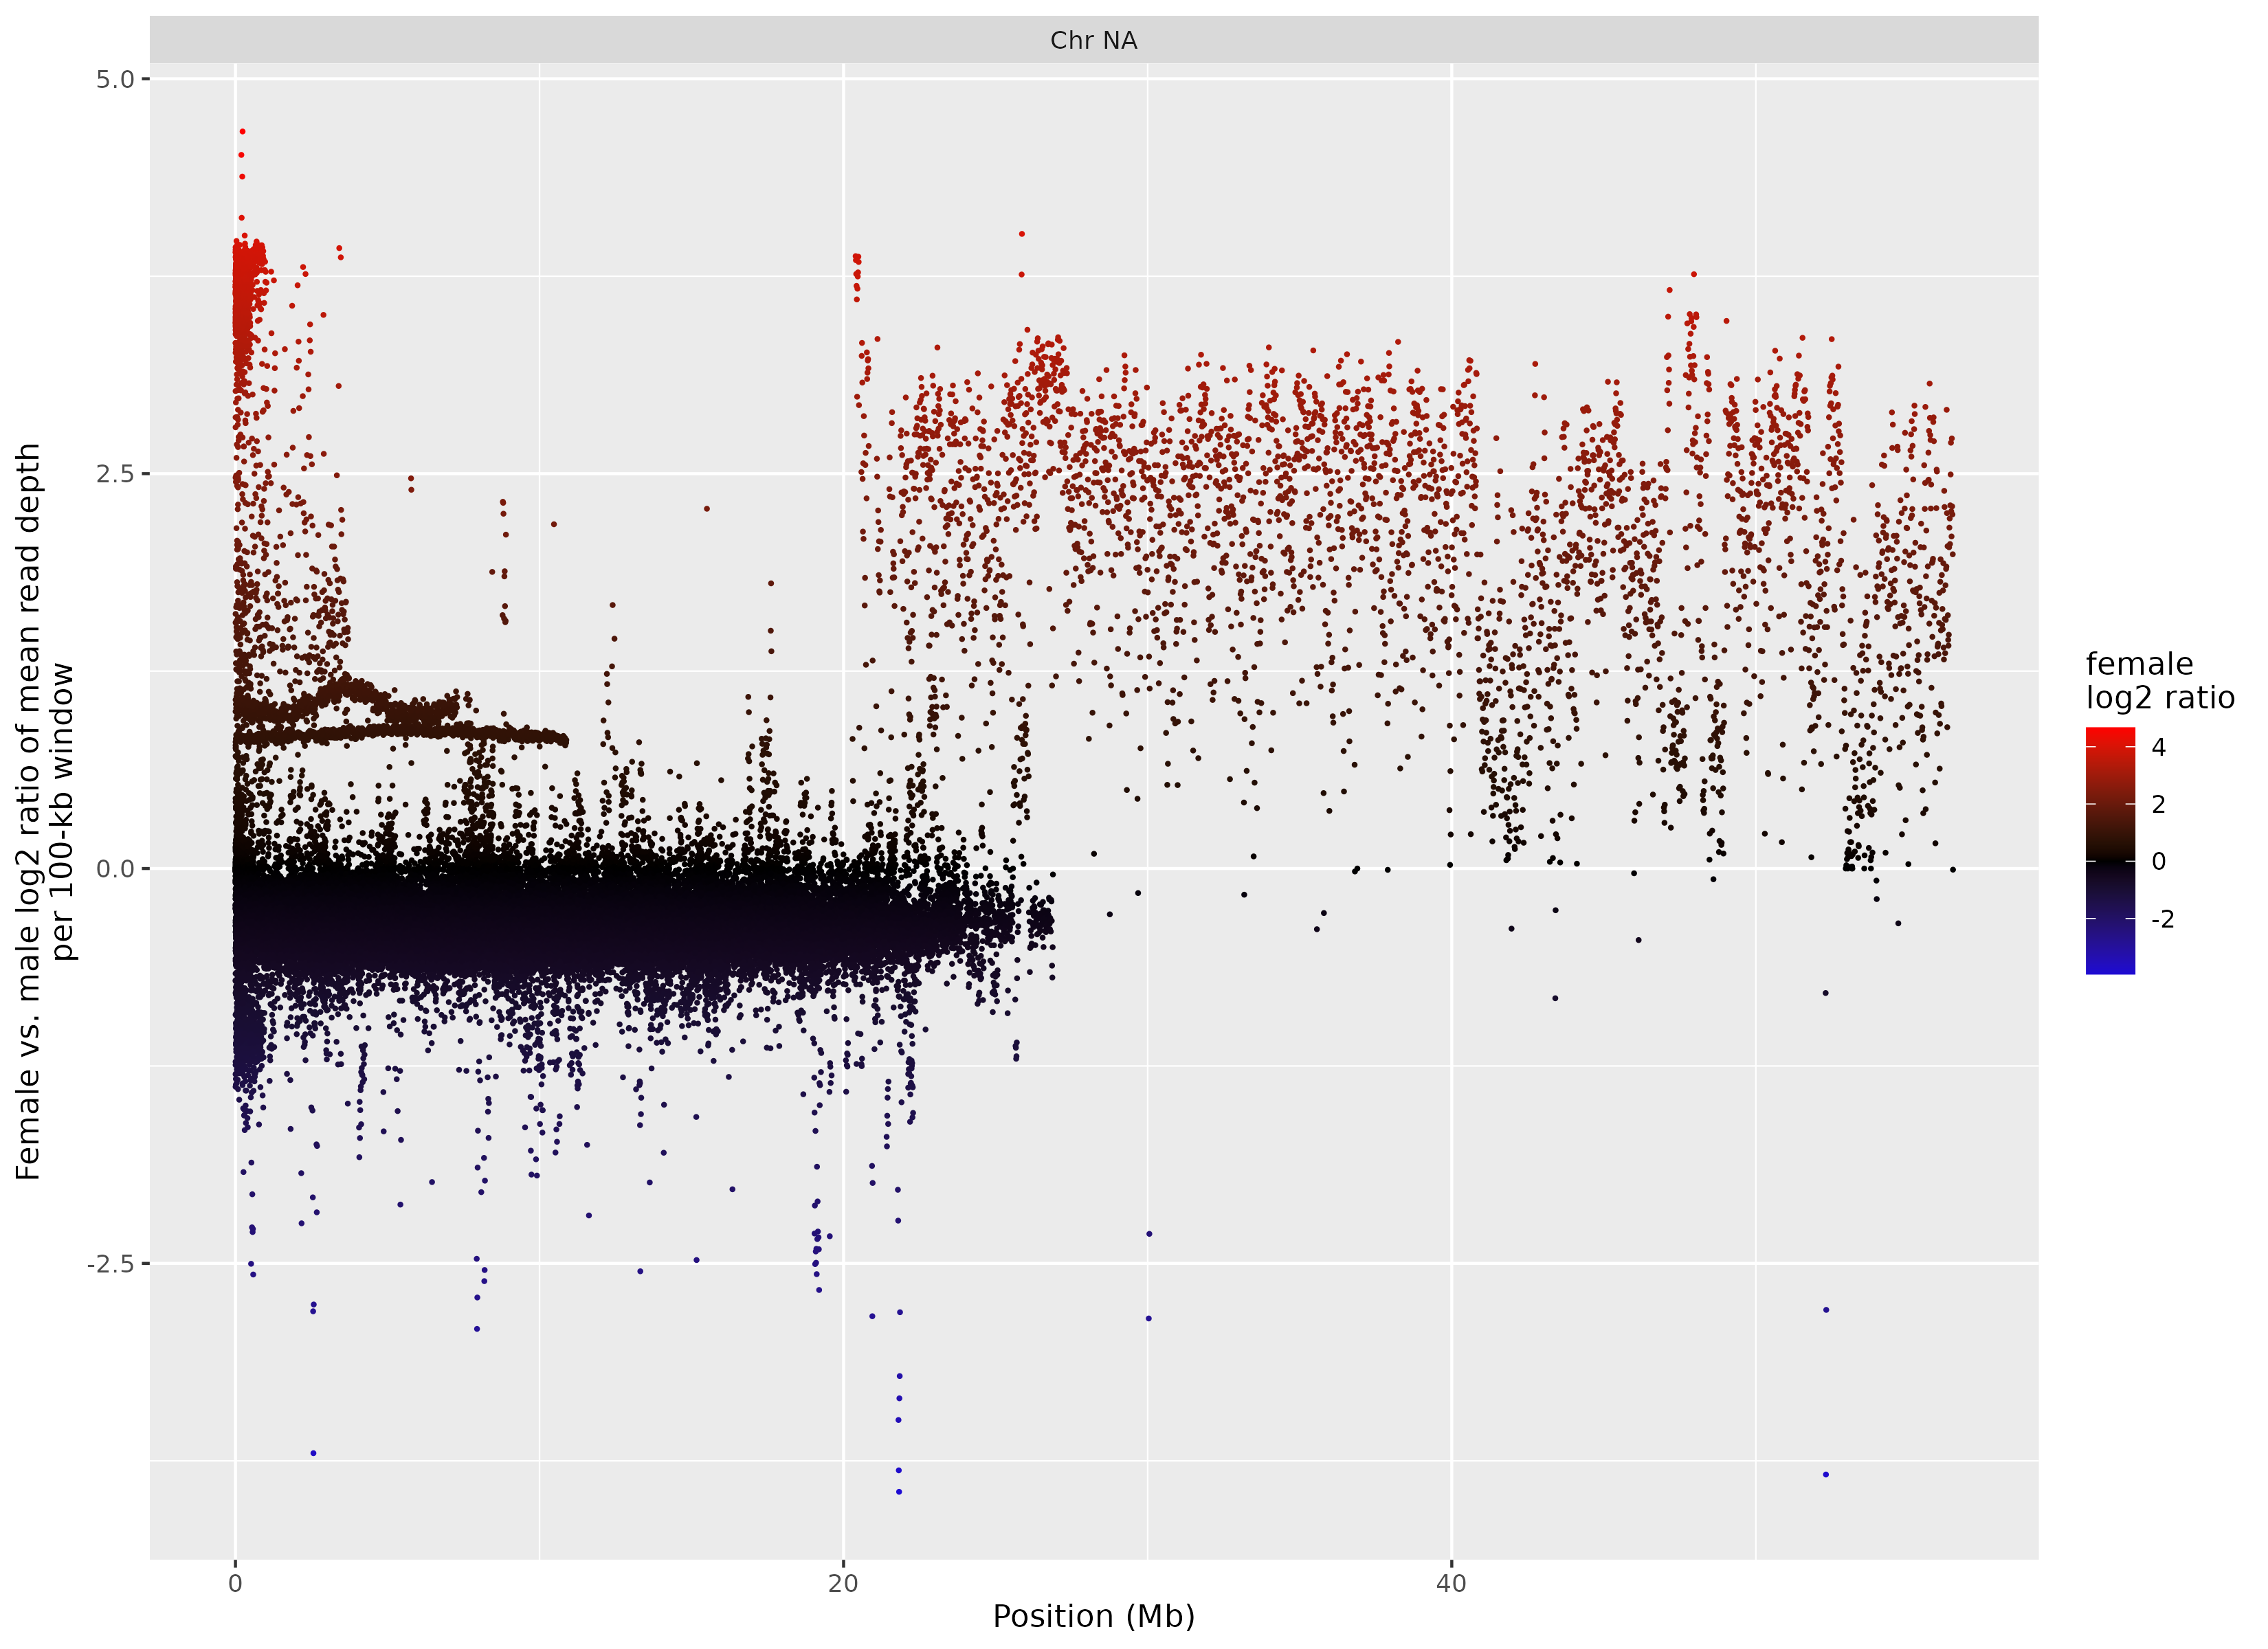 Chr NA
5.0
2.5
0.0
-2.5
Female vs. male log2 ratio of mean read depth
per 100-kb window
0
20
40
Position (Mb)
female
log2 ratio
4
2
0
-2